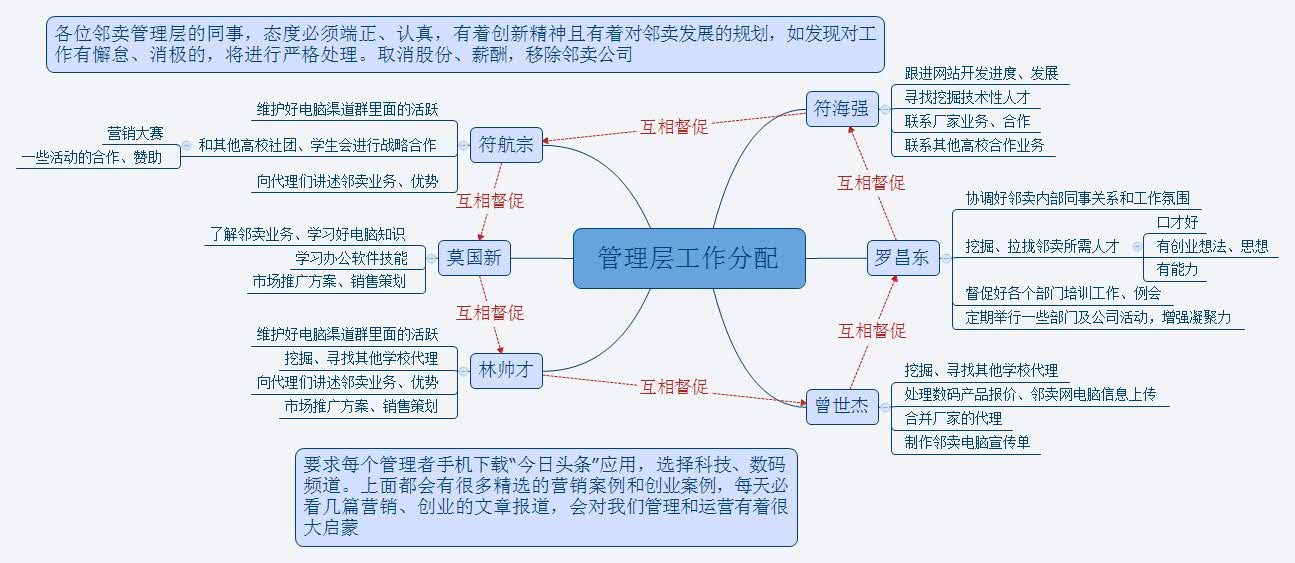 各位邻卖管理层的同事，态度必须端正、认真，有着创新精神且有着对邻卖发展的规划，如发现对工
作有懈怠、消极的，将进行严格处理。取消股份、薪酬，移除邻卖公司
管理层工作分配
符海强
跟进网站开发进度、发展
寻找挖掘技术性人才
联系厂家业务、合作
联系其他高校合作业务
互相督促
符航宗
维护好电脑渠道群里面的活跃
和其他高校社团、学生会进行战略合作
营销大赛
一些活动的合作、赞助
向代理们讲述邻卖业务、优势
互相督促
莫国新
了解邻卖业务、学习好电脑知识
学习办公软件技能
市场推广方案、销售策划
互相督促
林帅才
维护好电脑渠道群里面的活跃
挖掘、寻找其他学校代理
向代理们讲述邻卖业务、优势
市场推广方案、销售策划
互相督促
曾世杰
挖掘、寻找其他学校代理
处理数码产品报价、邻卖网电脑信息上传
合并厂家的代理
制作邻卖电脑宣传单
互相督促
罗昌东
协调好邻卖内部同事关系和工作氛围
挖掘、拉拢邻卖所需人才
口才好
有创业想法、思想
有能力
督促好各个部门培训工作、例会
定期举行一些部门及公司活动，增强凝聚力
互相督促
要求每个管理者手机下载“今日头条”应用，选择科技、数码
频道。上面都会有很多精选的营销案例和创业案例，每天必
看几篇营销、创业的文章报道，会对我们管理和运营有着很
大启蒙